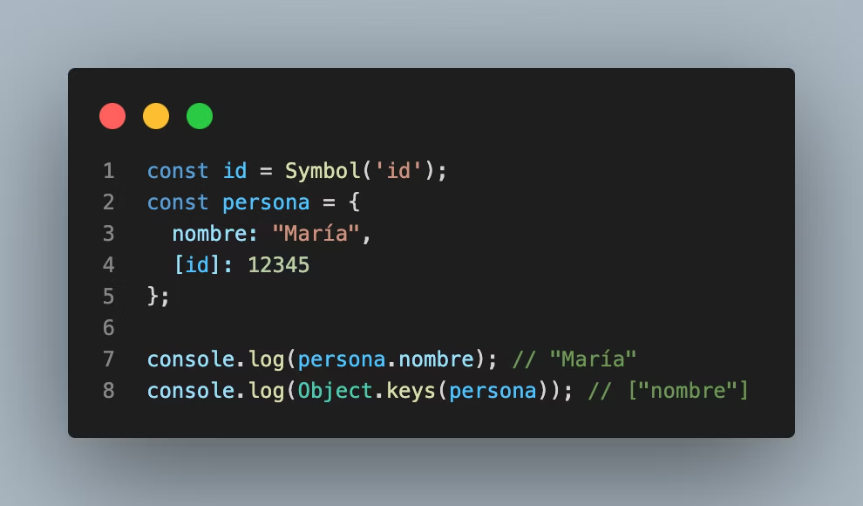 1 const id = Symbol('id');
2 const persona = {
3   nombre: "María",
4   [id]: 12345
5 };
6
7 console.log(persona.nombre); // "María"
8 console.log(Object.keys(persona)); // ["nombre"]